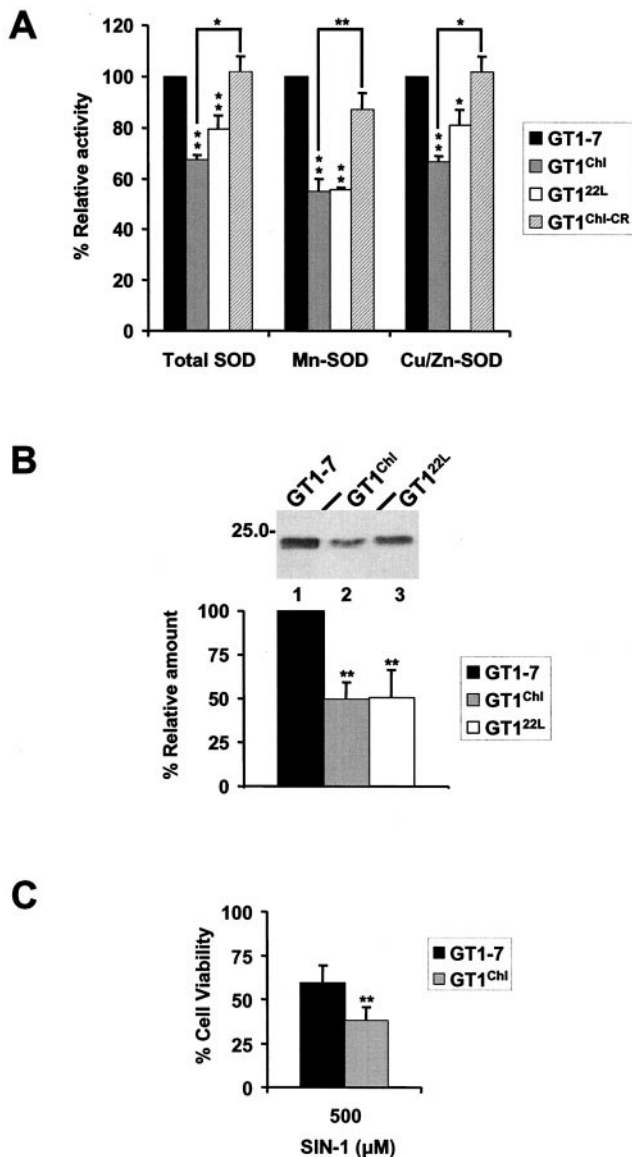 A
*
**
*
120
100
80
60
40
20
0
% Relative activity
**
**
**
**
**
*
Total SOD
Mn-SOD
Cu/Zn-SOD
GT1-7
GT1Chl
GT122L
GT1Chl-CR
B
GT1-7
GT1Chl
GT122L
25.0-
1 2 3
100
75
50
25
0
% Relative amount
**
**
GT1-7
GT1Chl
GT122L
C
100
75
50
25
0
% Cell Viability
**
500
SIN-1 (µM)
GT1-7
GT1Chl